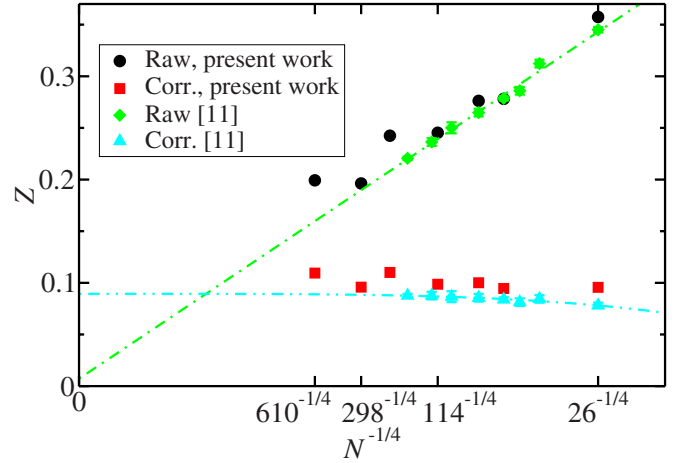 0.3
Raw, present work
Corr., present work
Raw [11]
Corr. [11]
0.2
Z
0.1
0
0 610^{-1/4} 298^{-1/4} 114^{-1/4} 26^{-1/4}
N^{-1/4}